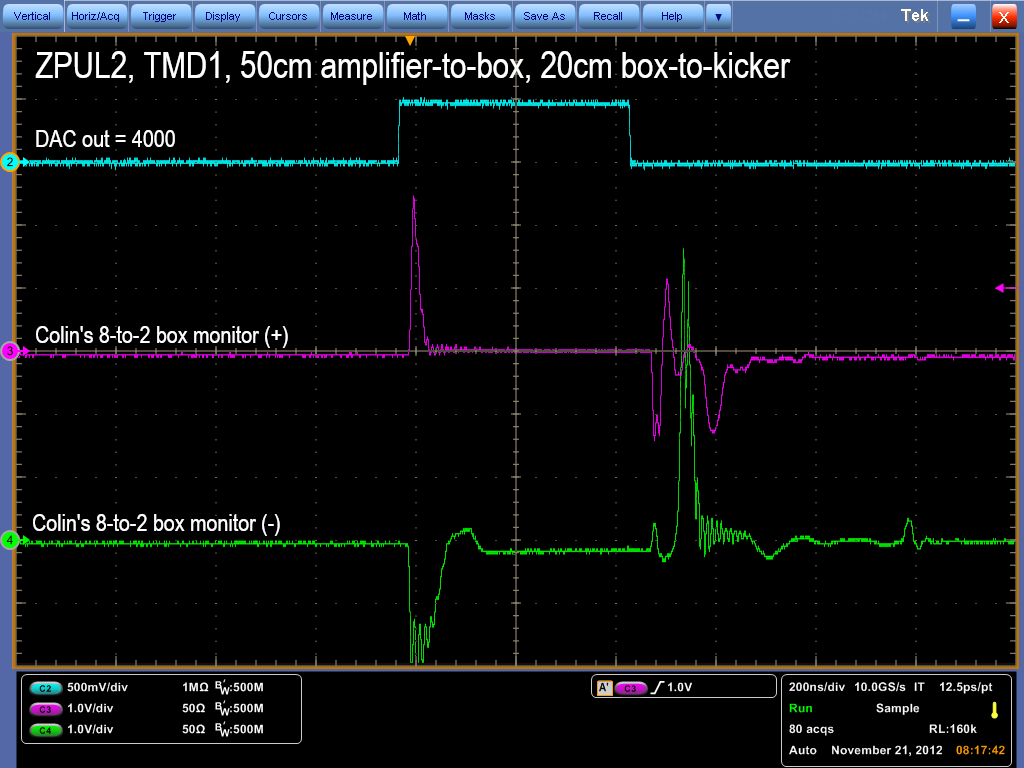 Vertical Horiz/Acq Trigger Display Cursors Measure Math Masks Save As Recall Help Tek X
ZPUL2, TMD1, 50cm amplifier-to-box, 20cm box-to-kicker
DAC out = 4000
2
Colin's 8-to-2 box monitor (+)
3
Colin's 8-to-2 box monitor (-)
4
C2 500mV/div 1MΩ BW:500M
C3 1.0V/div 50Ω BW:500M
C4 1.0V/div 50Ω BW:500M
A' C3 1.0V
200ns/div 10.0GS/s IT 12.5ps/pt
Run Sample
80 acqs RL:160k
Auto November 21, 2012 08:17:42